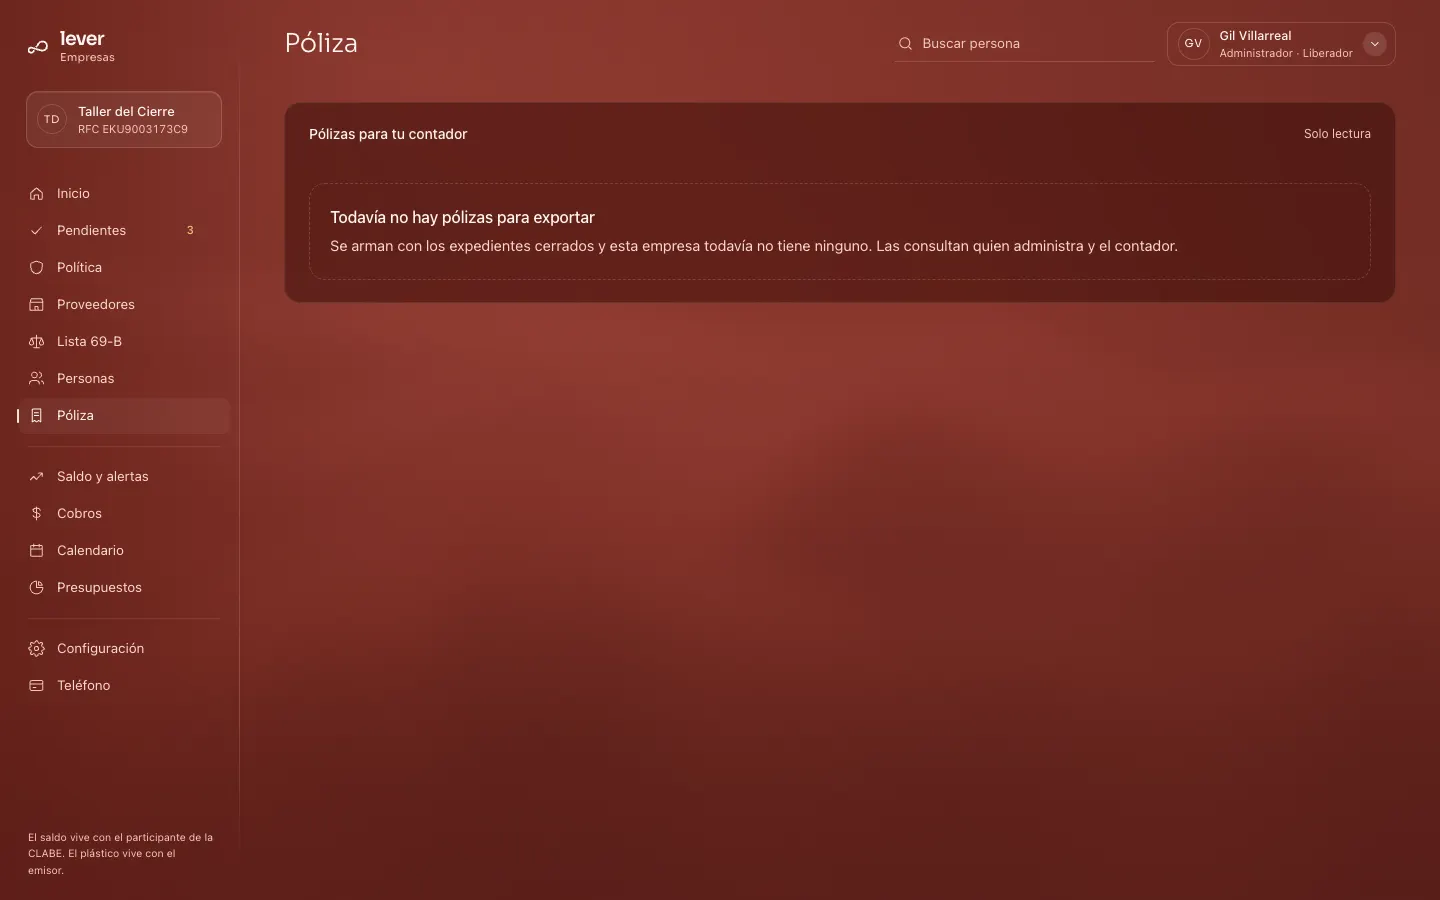 lever
Empresas
Póliza
Buscar persona
GV
Gil Villarreal
Administrador · Liberador
TD
Taller del Cierre
RFC EKU9003173C9
Inicio
Pendientes 3
Política
Proveedores
Lista 69-B
Personas
Póliza
Saldo y alertas
Cobros
Calendario
Presupuestos
Configuración
Teléfono
El saldo vive con el participante de la
CLABE. El plástico vive con el
emisor.
Pólizas para tu contador
Solo lectura
Todavía no hay pólizas para exportar
Se arman con los expedientes cerrados y esta empresa todavía no tiene ninguno. Las consultan quien administra y el contador.